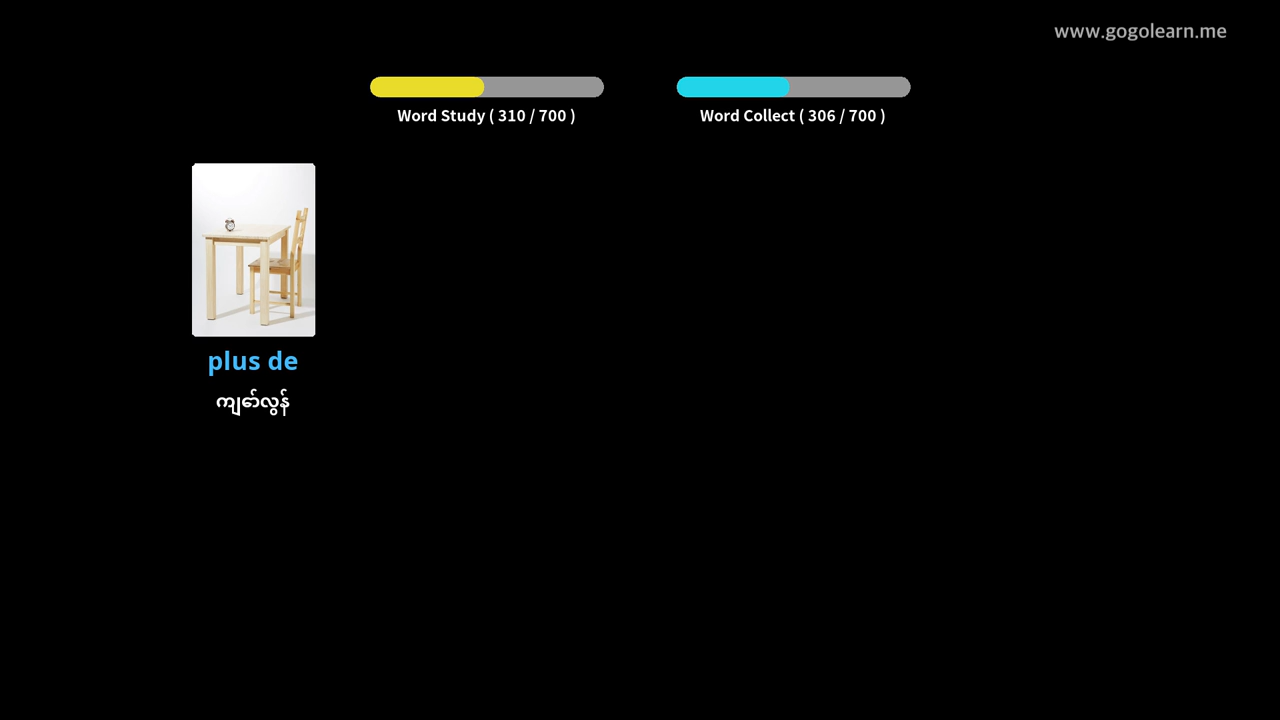 www.gogolearn.me
Word Study ( 310 / 700 )
Word Collect ( 306 / 700 )
plus de
ကျော်လွန်